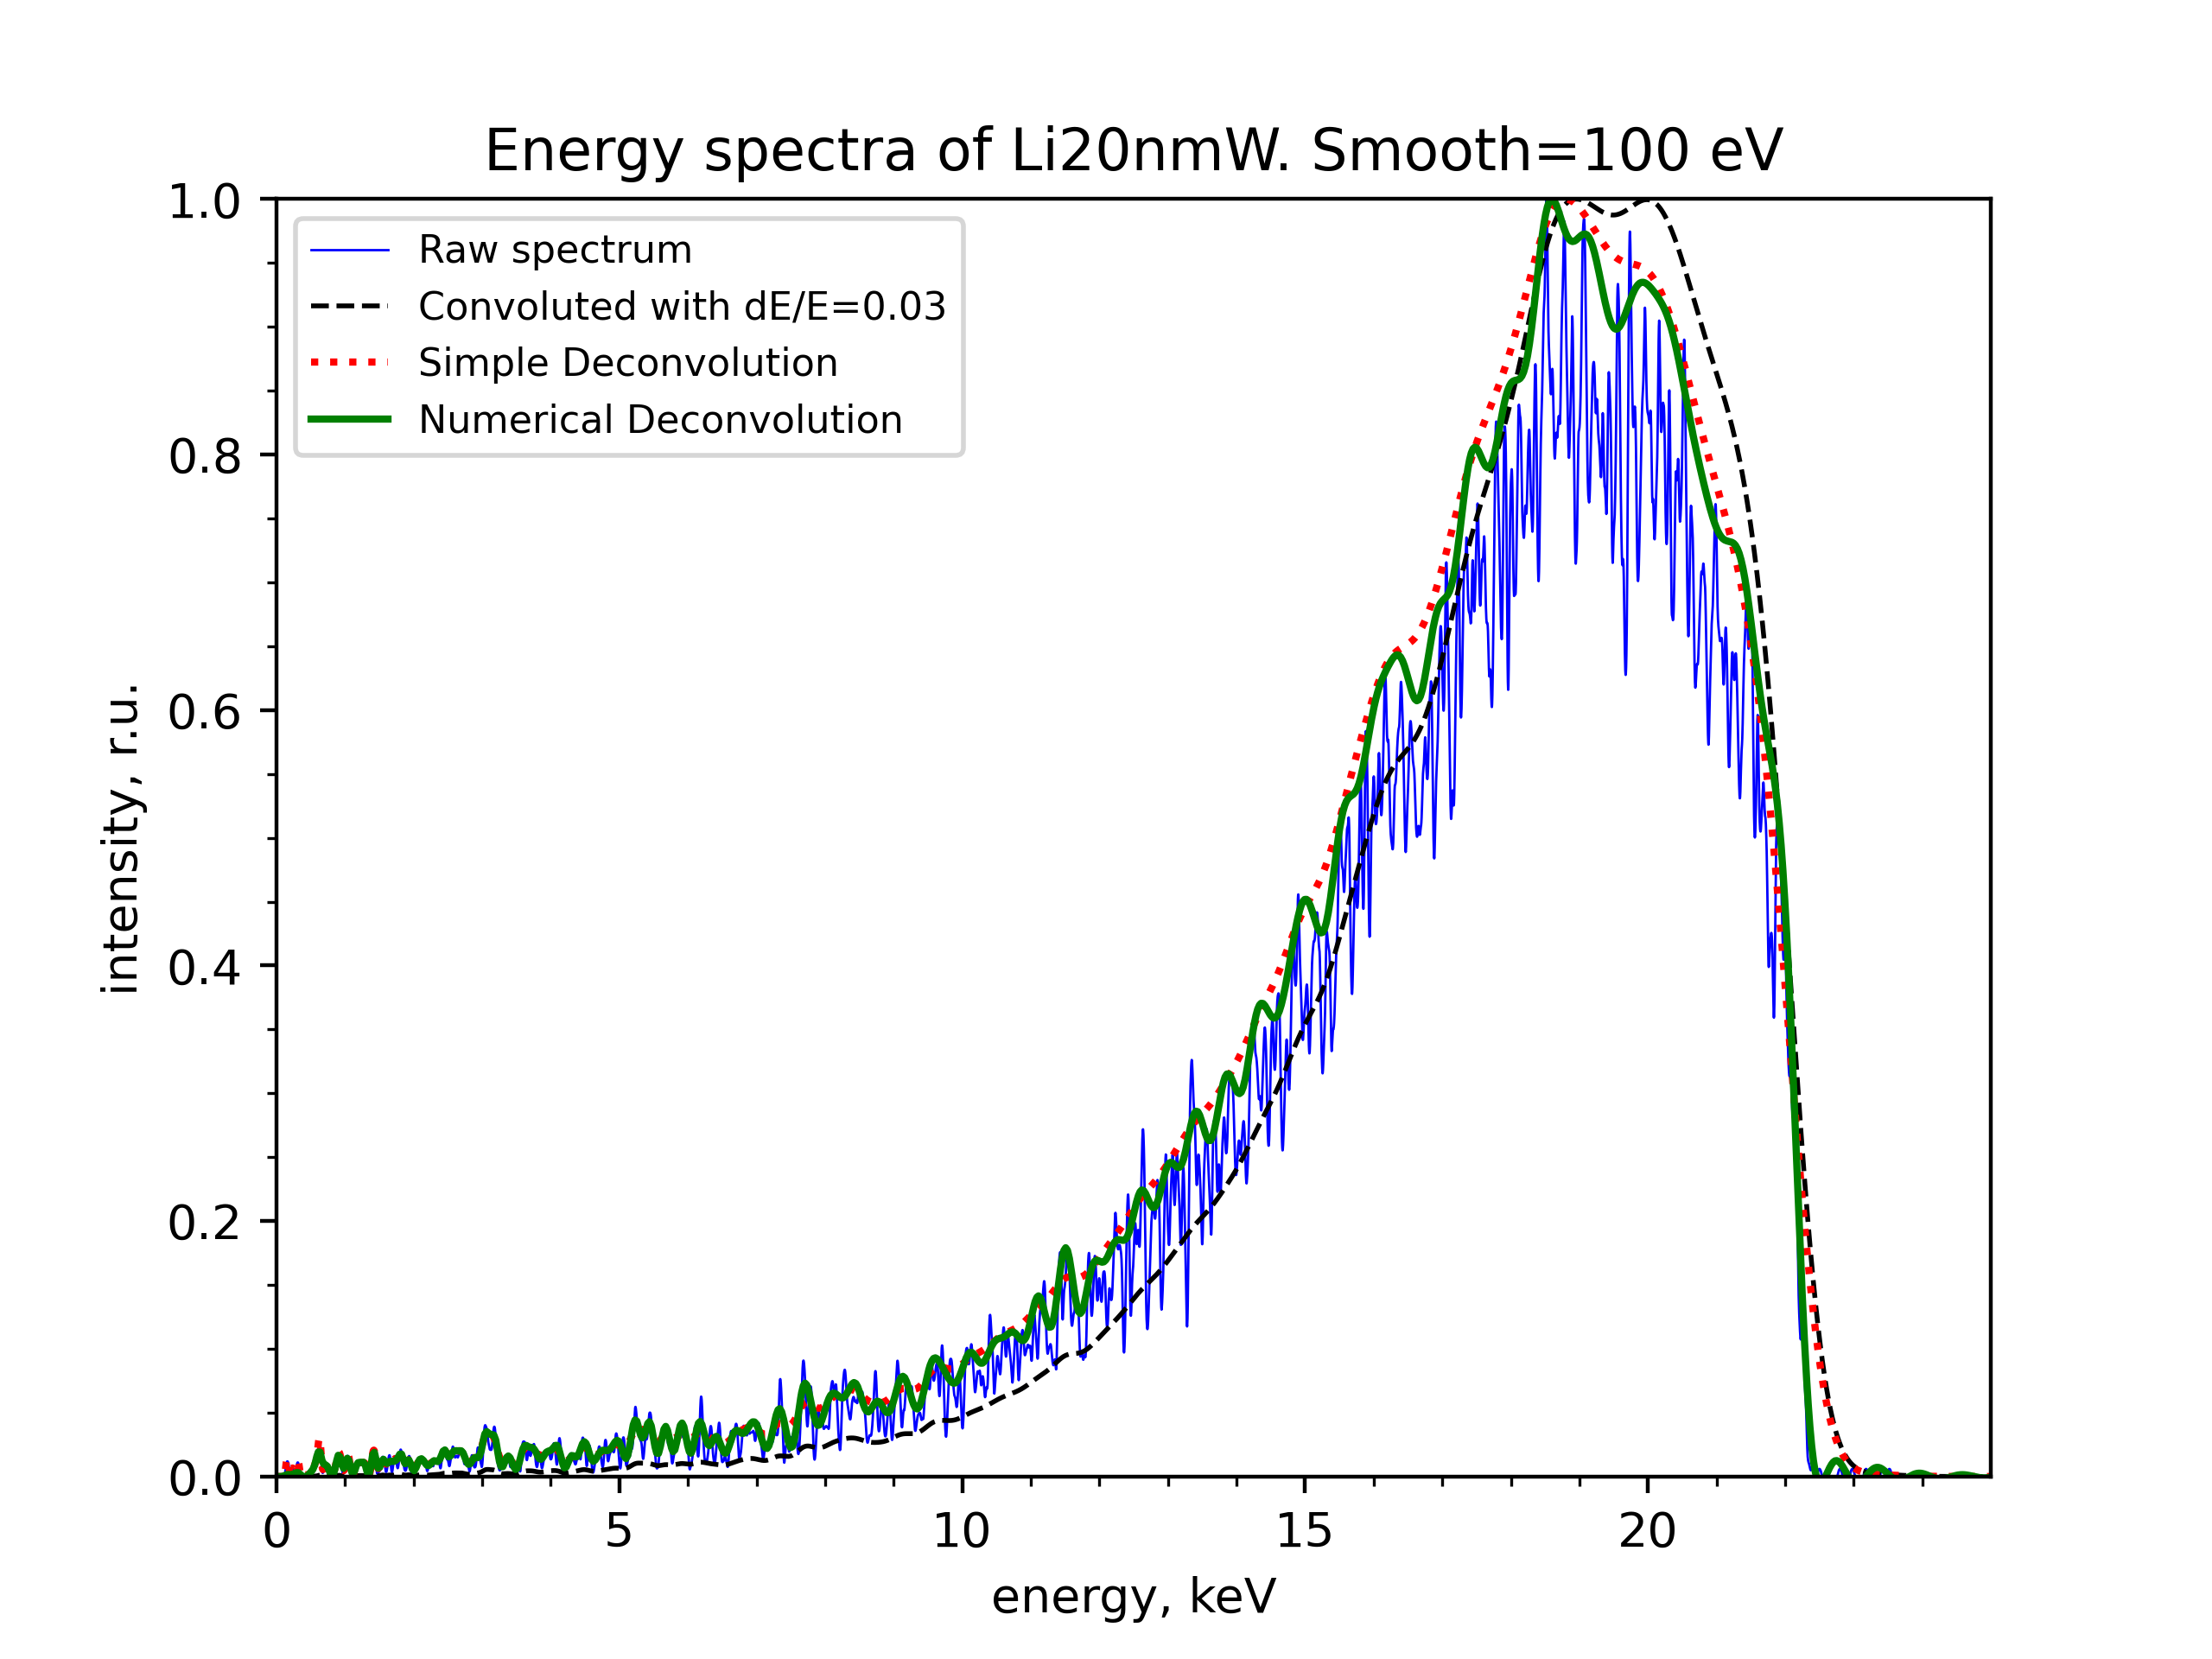 Energy spectra of Li20nmW. Smooth=100 eV
1.0
0.8
0.6
0.4
0.2
0.0
intensity, r.u.
Raw spectrum
Convoluted with dE/E=0.03
Simple Deconvolution
Numerical Deconvolution
0 5 10 15 20
energy, keV